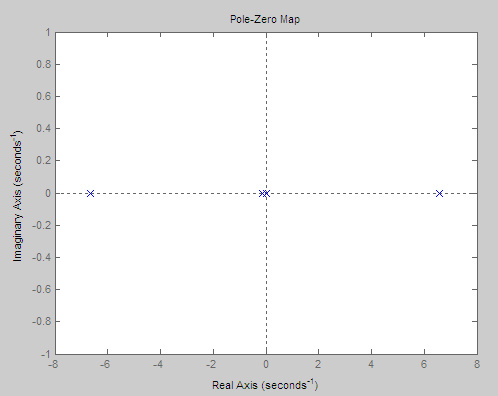 Pole-Zero Map
1
0.8
0.6
0.4
0.2
0
-0.2
-0.4
-0.6
-0.8
-1
Imaginary Axis (seconds⁻¹)
-8 -6 -4 -2 0 2 4 6 8
Real Axis (seconds⁻¹)